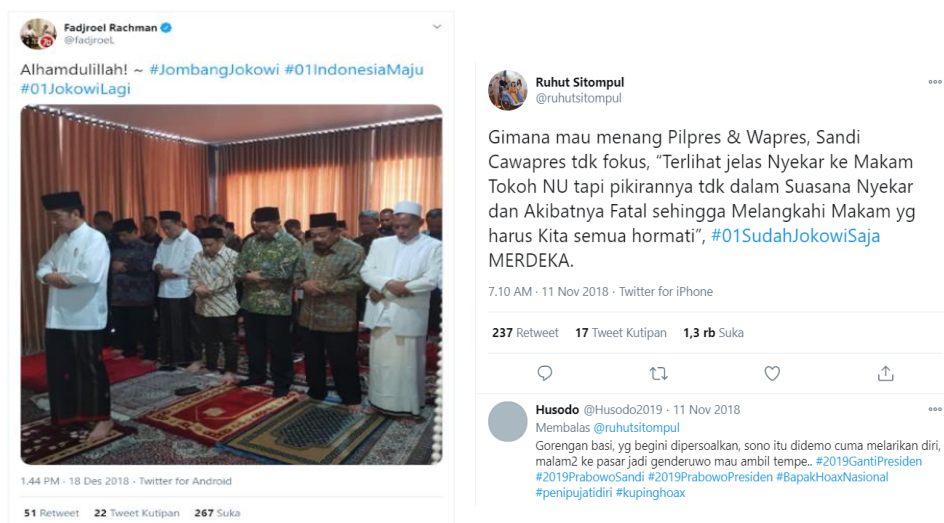 Fadjroel Rachman
@fadjroeL
Alhamdulillah! ~ #JombangJokowi #01IndonesiaMaju
#01JokowiLagi
1.44 PM · 18 Des 2018 · Twitter for Android
51 Retweet 22 Tweet Kutipan 267 Suka
Ruhut Sitompul
@ruhutsitompul
Gimana mau menang Pilpres & Wapres, Sandi
Cawapres tdk fokus, “Terlihat jelas Nyekar ke Makam
Tokoh NU tapi pikirannya tdk dalam Suasana Nyekar
dan Akibatnya Fatal sehingga Melangkahi Makam yg
harus Kita semua hormati”, #01SudahJokowiSaja
MERDEKA.
7.10 AM · 11 Nov 2018 · Twitter for iPhone
237 Retweet 17 Tweet Kutipan 1,3 rb Suka
Husodo @Husodo2019 · 11 Nov 2018
Membalas @ruhutsitompul
Gorengan basi, yg begini dipersoalkan, sono itu didemo cuma melarikan diri,
malam2 ke pasar jadi genderuwo mau ambil tempe.. #2019GantiPresiden
#2019PrabowoSandi #2019PrabowoPresiden #BapakHoaxNasional
#penipujatidiri #kupinghoax